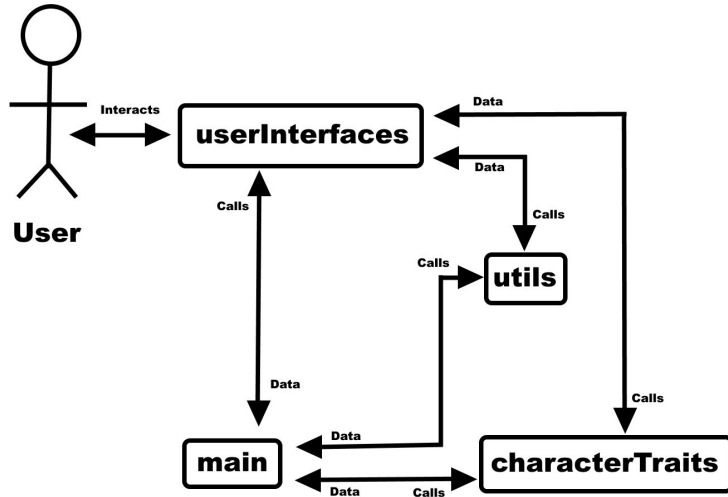 Interacts
userInterfaces
Data
Data
User
Calls
Calls
Calls
utils
Data
Calls
Data
main
characterTraits
Data
Calls